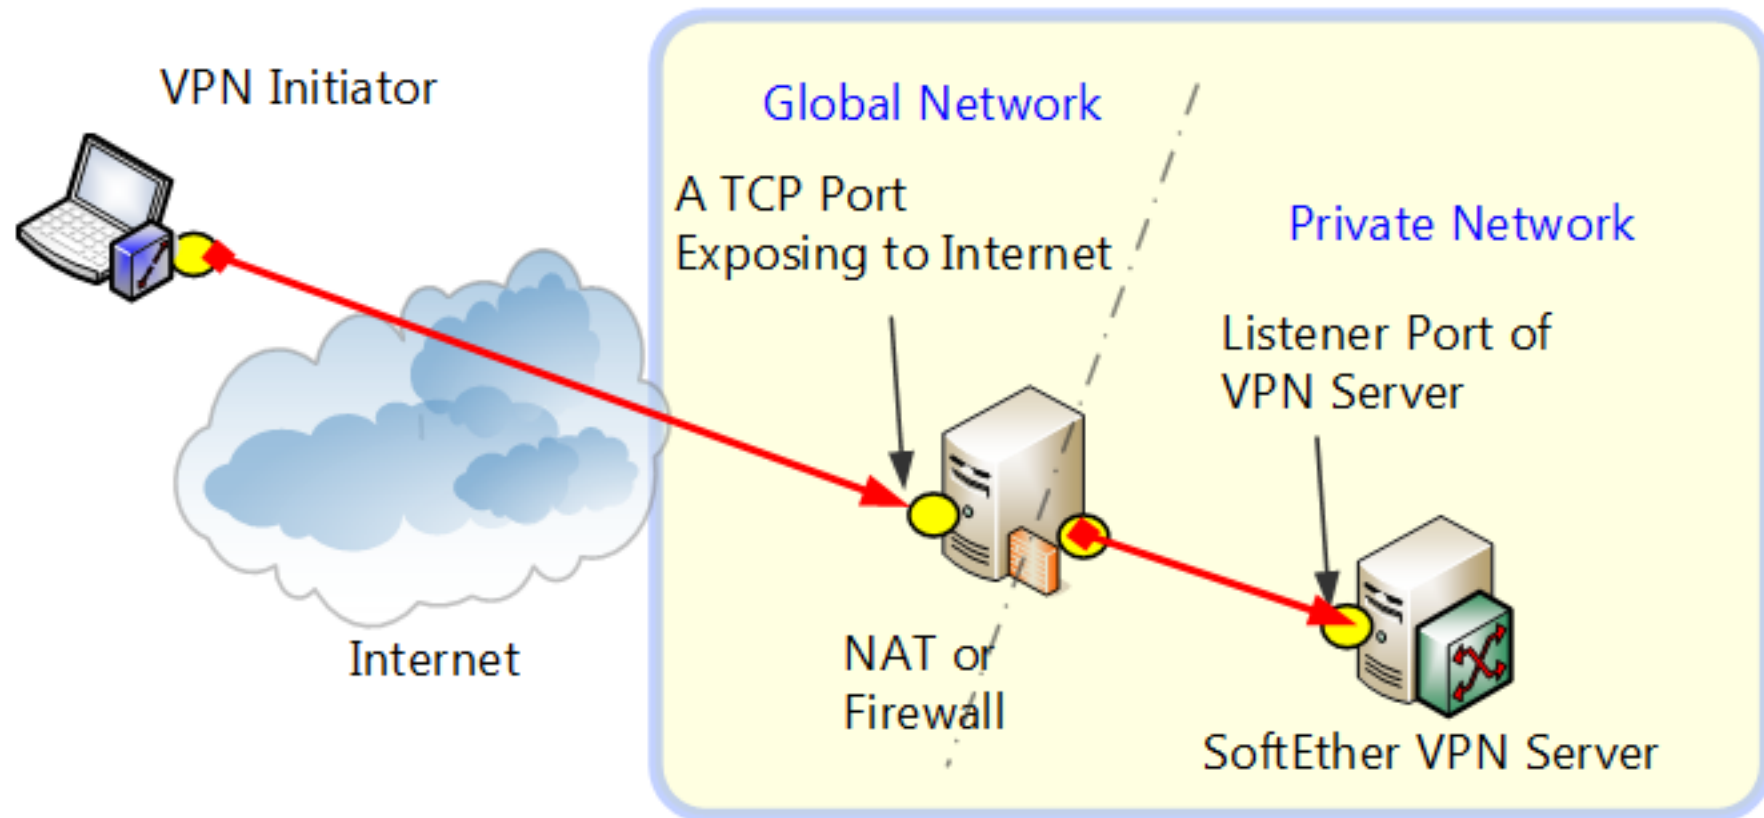 VPN Initiator
Global Network
A TCP Port
Exposing to Internet
Private Network
Listener Port of
VPN Server
Internet
NAT or
Firewall
SoftEther VPN Server